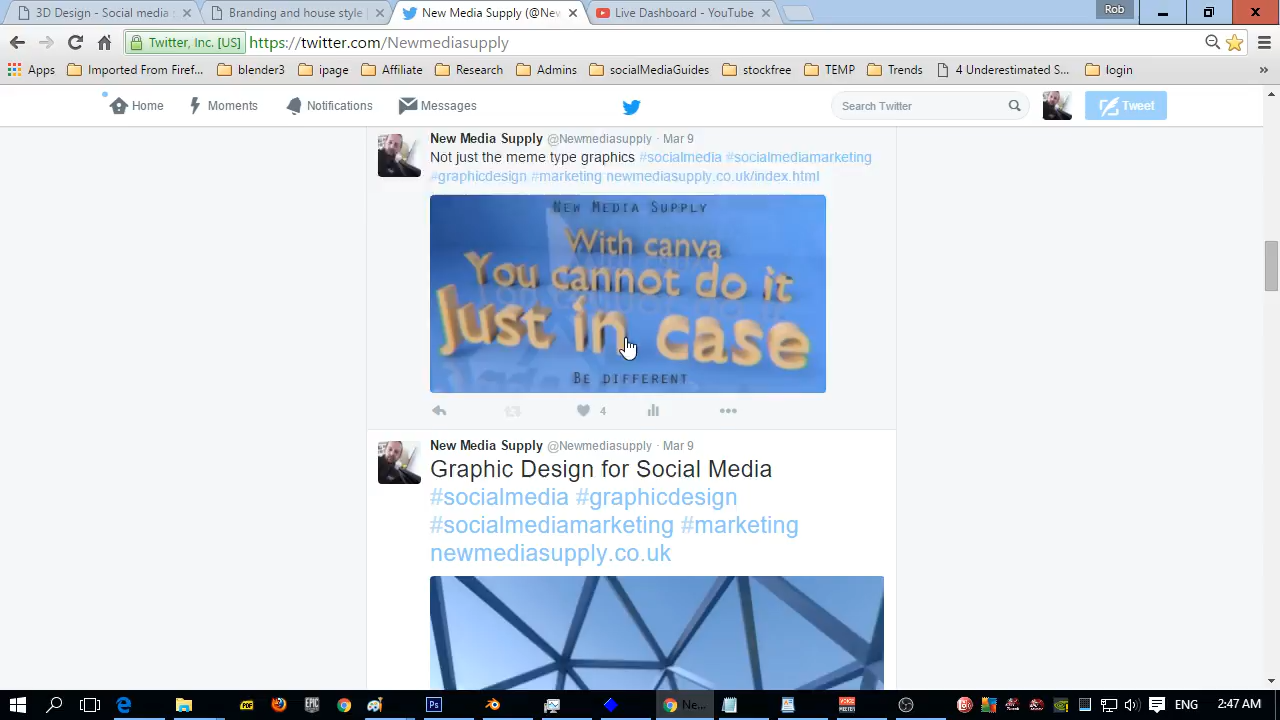 3D Design - Social media
Branding and house style
New Media Supply (@New
Live Dashboard - YouTube
Rob
Twitter, Inc. [US]
https://twitter.com/Newmediasupply
Apps
Imported From Firef...
blender3
ipage
Affiliate
Research
Admins
socialMediaGuides
stockfree
TEMP
Trends
4 Underestimated S...
login
»
Home
Moments
Notifications
Messages
Search Twitter
Tweet
New Media Supply @Newmediasupply · Mar 9
Not just the meme type graphics #socialmedia #socialmediamarketing
#graphicdesign #marketing newmediasupply.co.uk/index.html
New Media Supply
With canva
You cannot do it
Just in case
Be different
4
New Media Supply @Newmediasupply · Mar 9
Graphic Design for Social Media
#socialmedia #graphicdesign
#socialmediamarketing #marketing
newmediasupply.co.uk
PDF
EPIC
Ps
Ne...
ENG
2:47 AM